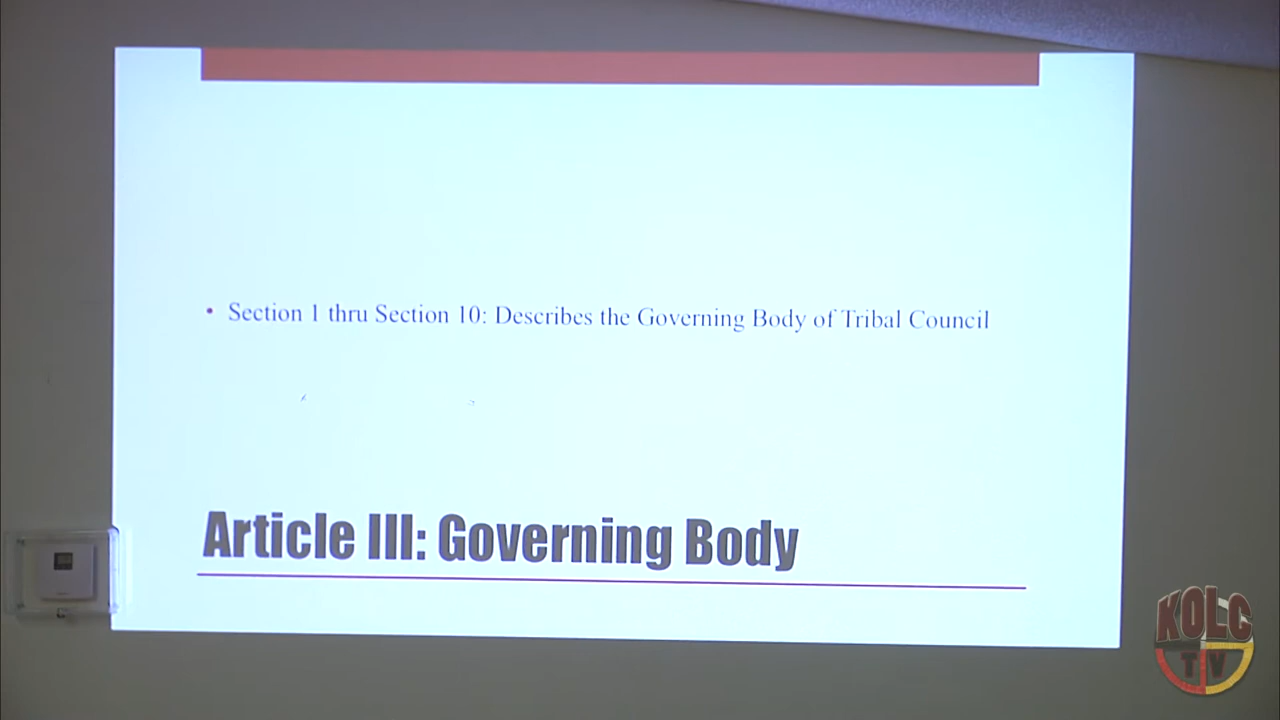 • Section 1 thru Section 10: Describes the Governing Body of Tribal Council
Article III: Governing Body
KOLC
TV